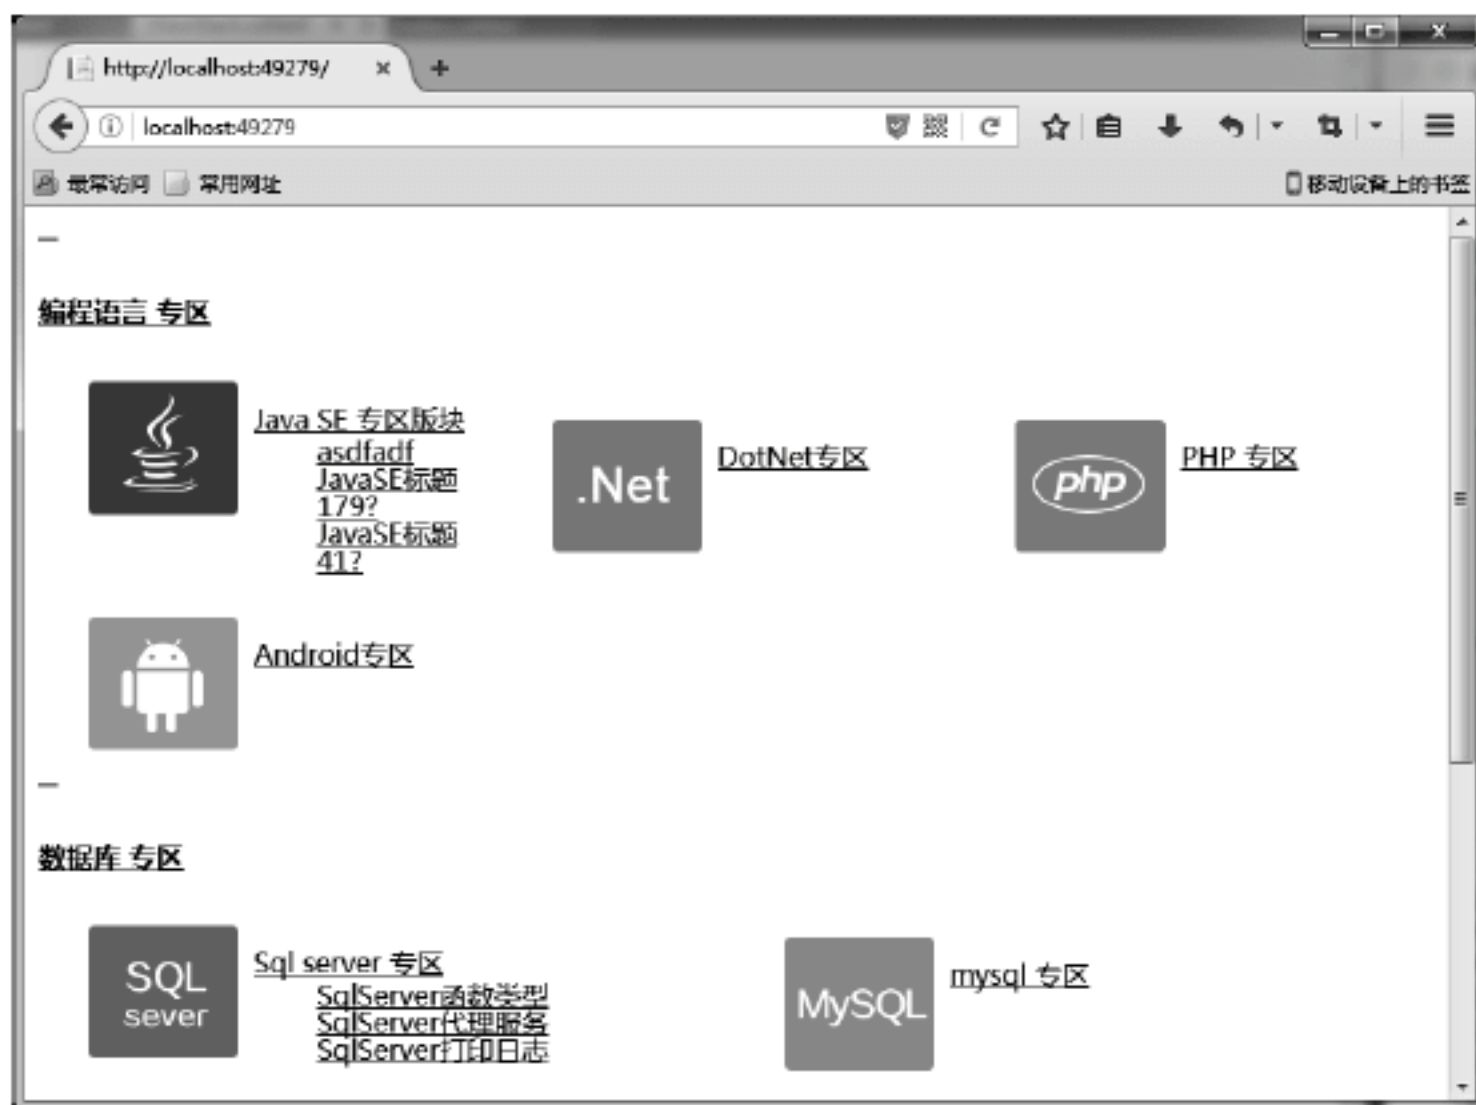 http://localhost:49279/
localhost:49279
最常访问 常用网址 移动设备上的书签
编程语言 专区
Java SE 专区版块
asdfadf
JavaSE标题
179?
JavaSE标题
41?
.Net
DotNet专区
php
PHP 专区
Android专区
数据库 专区
SQL
sever
Sql server 专区
SqlServer函数类型
SqlServer代理服务
SqlServer打印日志
MySQL
mysql 专区